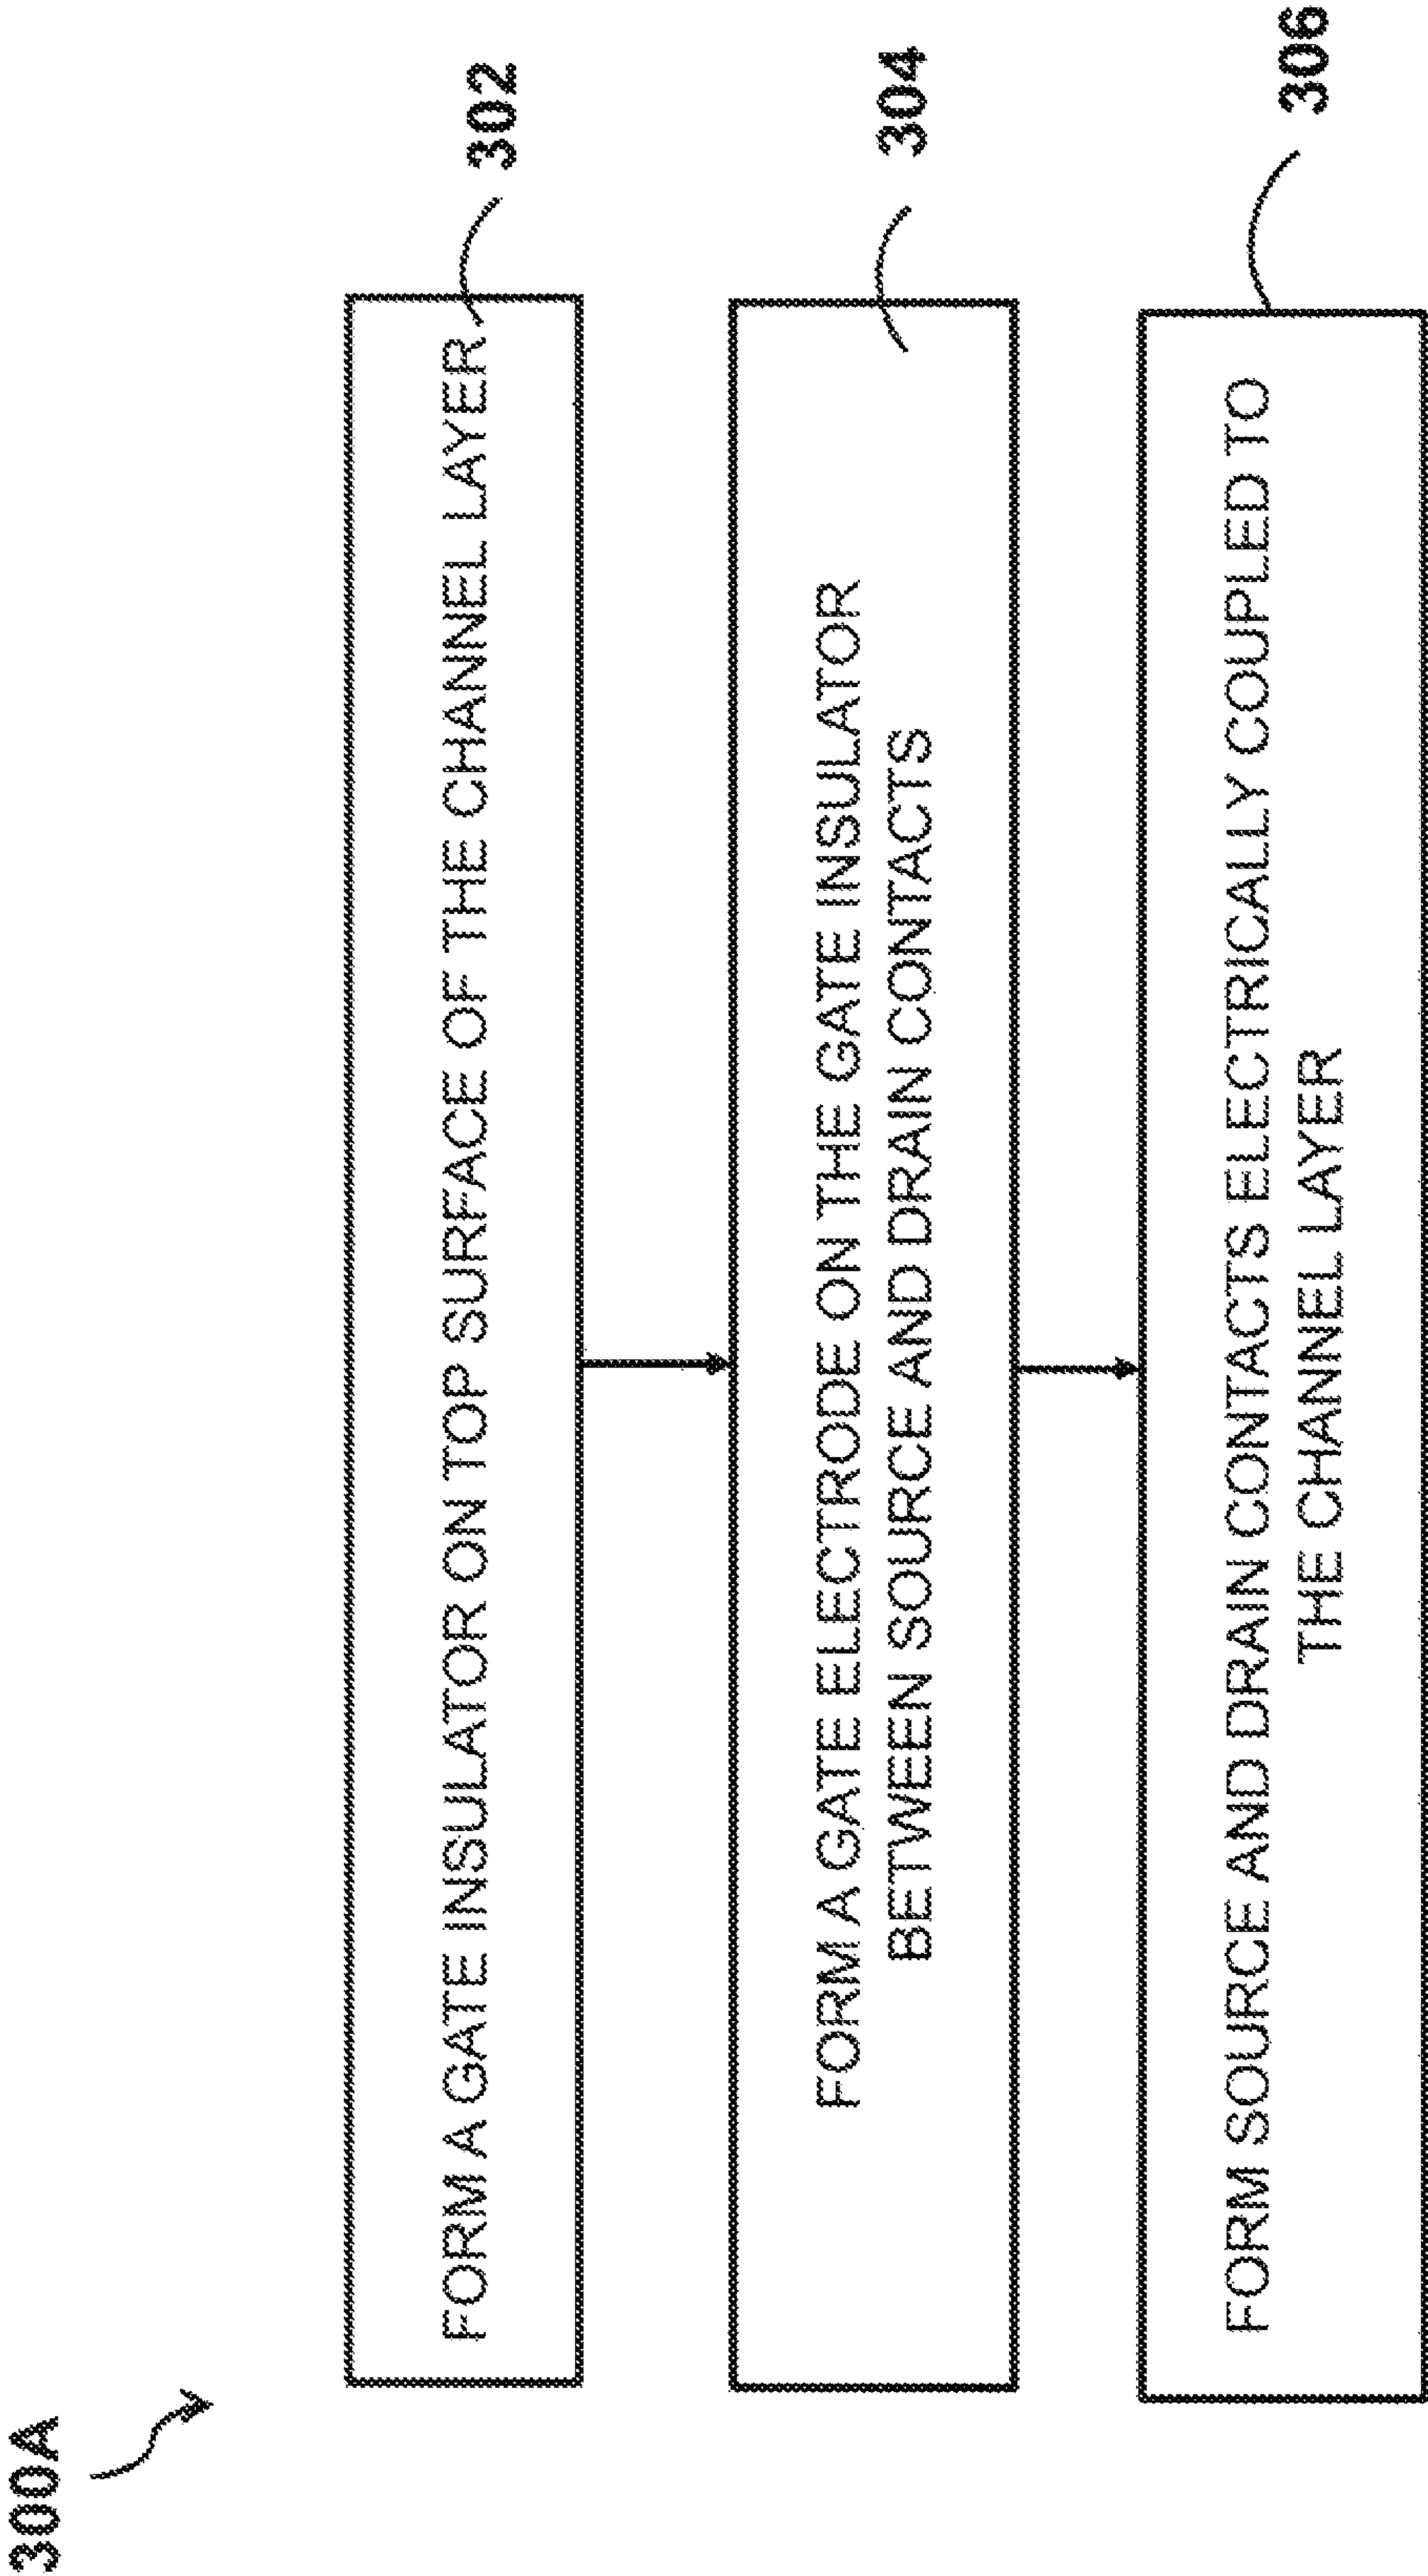 300A
FORM A GATE INSULATOR ON TOP SURFACE OF THE CHANNEL LAYER
302
FORM A GATE ELECTRODE ON THE GATE INSULATOR
BETWEEN SOURCE AND DRAIN CONTACTS
304
FORM SOURCE AND DRAIN CONTACTS ELECTRICALLY COUPLED TO
THE CHANNEL LAYER
306